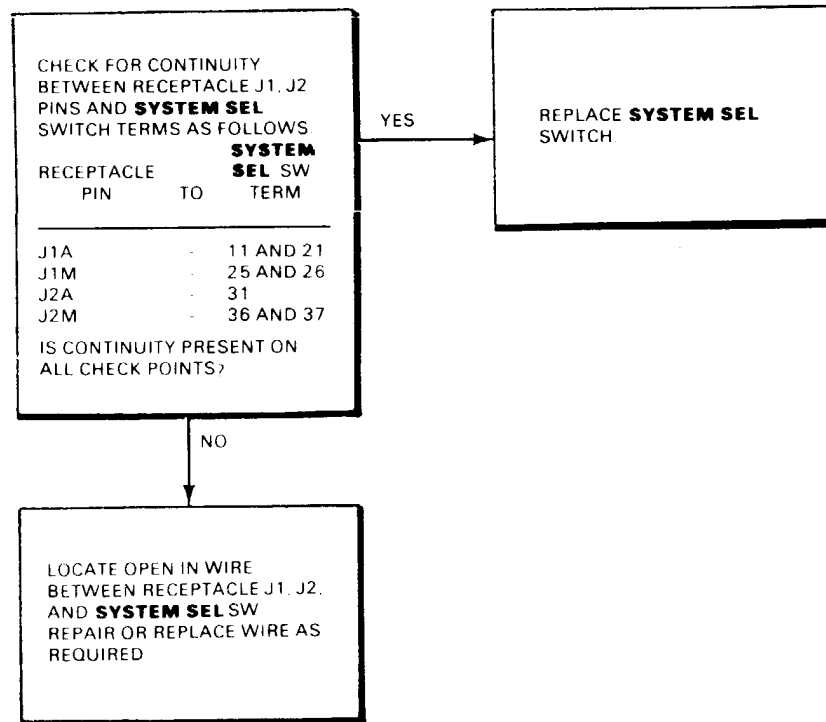 CHECK FOR CONTINUITY
BETWEEN RECEPTACLE J1, J2
PINS AND SYSTEM SEL
SWITCH TERMS AS FOLLOWS.
SYSTEM
RECEPTACLE SEL SW
PIN TO TERM
J1A - 11 AND 21
J1M - 25 AND 26
J2A - 31
J2M - 36 AND 37
IS CONTINUITY PRESENT ON
ALL CHECK POINTS?
YES
REPLACE SYSTEM SEL
SWITCH.
NO
LOCATE OPEN IN WIRE
BETWEEN RECEPTACLE J1, J2,
AND SYSTEM SEL SW
REPAIR OR REPLACE WIRE AS
REQUIRED